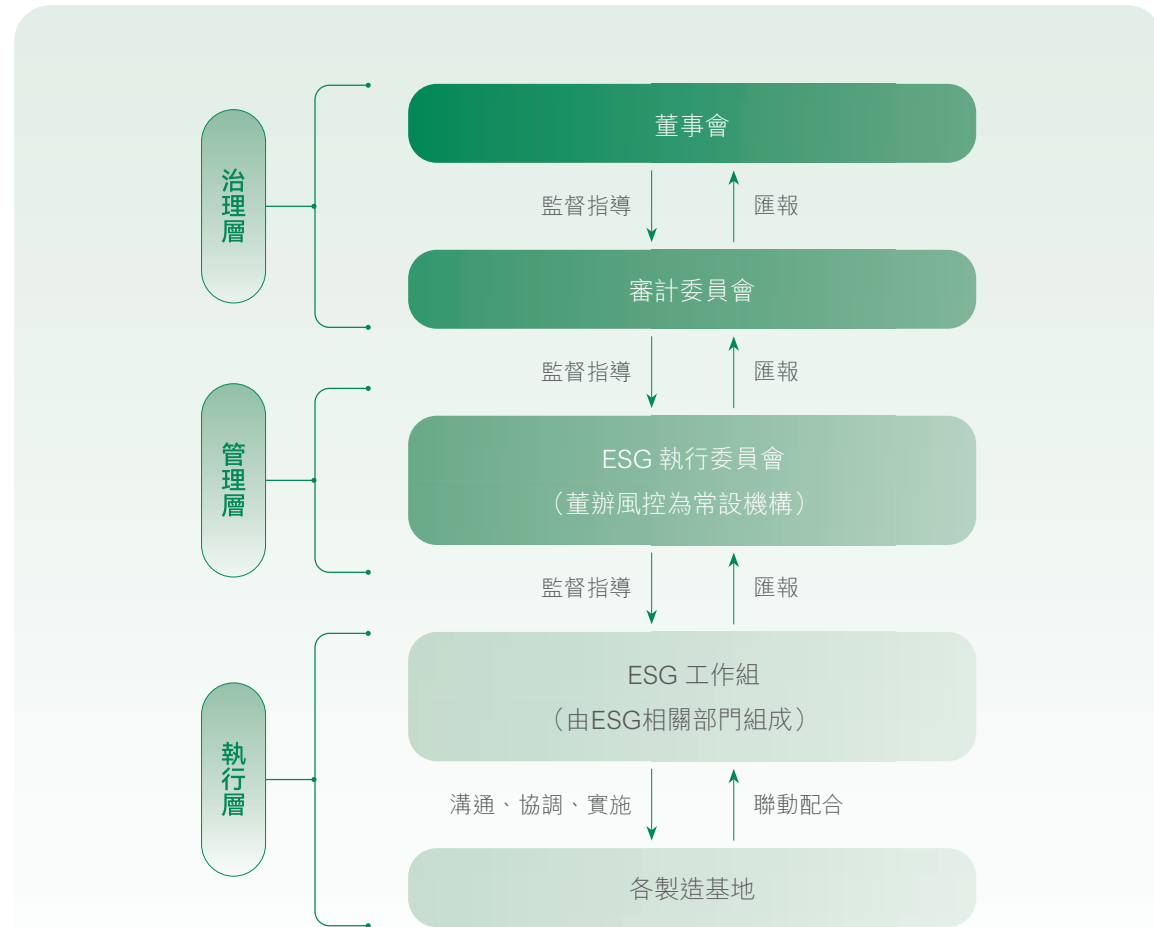 治理層
董事會
監督指導
匯報
審計委員會
監督指導
匯報
管理層
ESG 執行委員會
（董辦風控為常設機構）
監督指導
匯報
執行層
ESG 工作組
（由ESG相關部門組成）
溝通、協調、實施
聯動配合
各製造基地